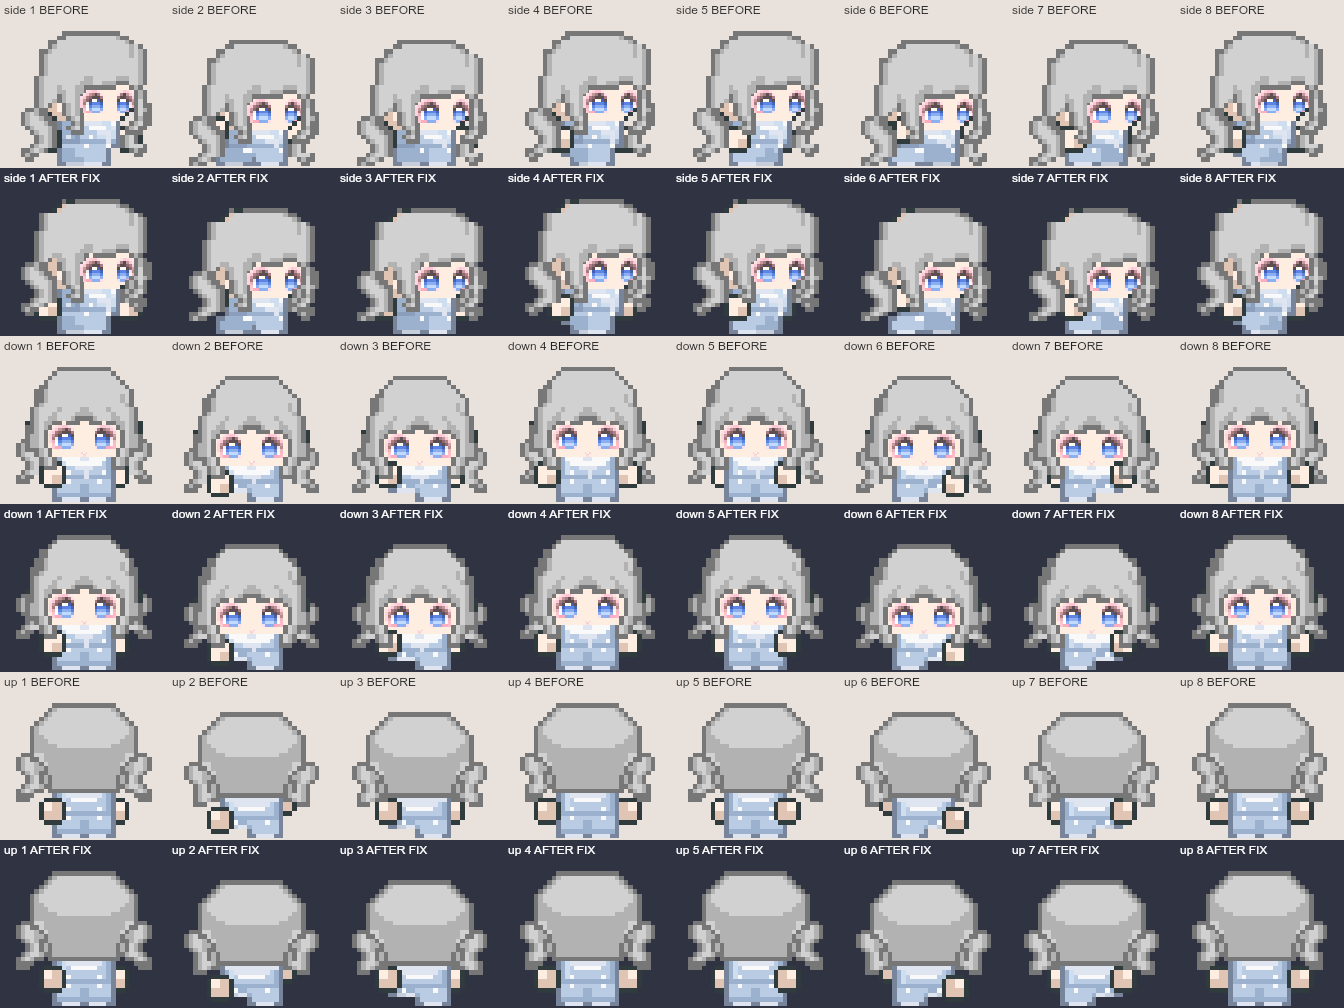 side 1 BEFORE side 2 BEFORE side 3 BEFORE side 4 BEFORE side 5 BEFORE side 6 BEFORE side 7 BEFORE side 8 BEFORE
side 1 AFTER FIX side 2 AFTER FIX side 3 AFTER FIX side 4 AFTER FIX side 5 AFTER FIX side 6 AFTER FIX side 7 AFTER FIX side 8 AFTER FIX
down 1 BEFORE down 2 BEFORE down 3 BEFORE down 4 BEFORE down 5 BEFORE down 6 BEFORE down 7 BEFORE down 8 BEFORE
down 1 AFTER FIX down 2 AFTER FIX down 3 AFTER FIX down 4 AFTER FIX down 5 AFTER FIX down 6 AFTER FIX down 7 AFTER FIX down 8 AFTER FIX
up 1 BEFORE up 2 BEFORE up 3 BEFORE up 4 BEFORE up 5 BEFORE up 6 BEFORE up 7 BEFORE up 8 BEFORE
up 1 AFTER FIX up 2 AFTER FIX up 3 AFTER FIX up 4 AFTER FIX up 5 AFTER FIX up 6 AFTER FIX up 7 AFTER FIX up 8 AFTER FIX